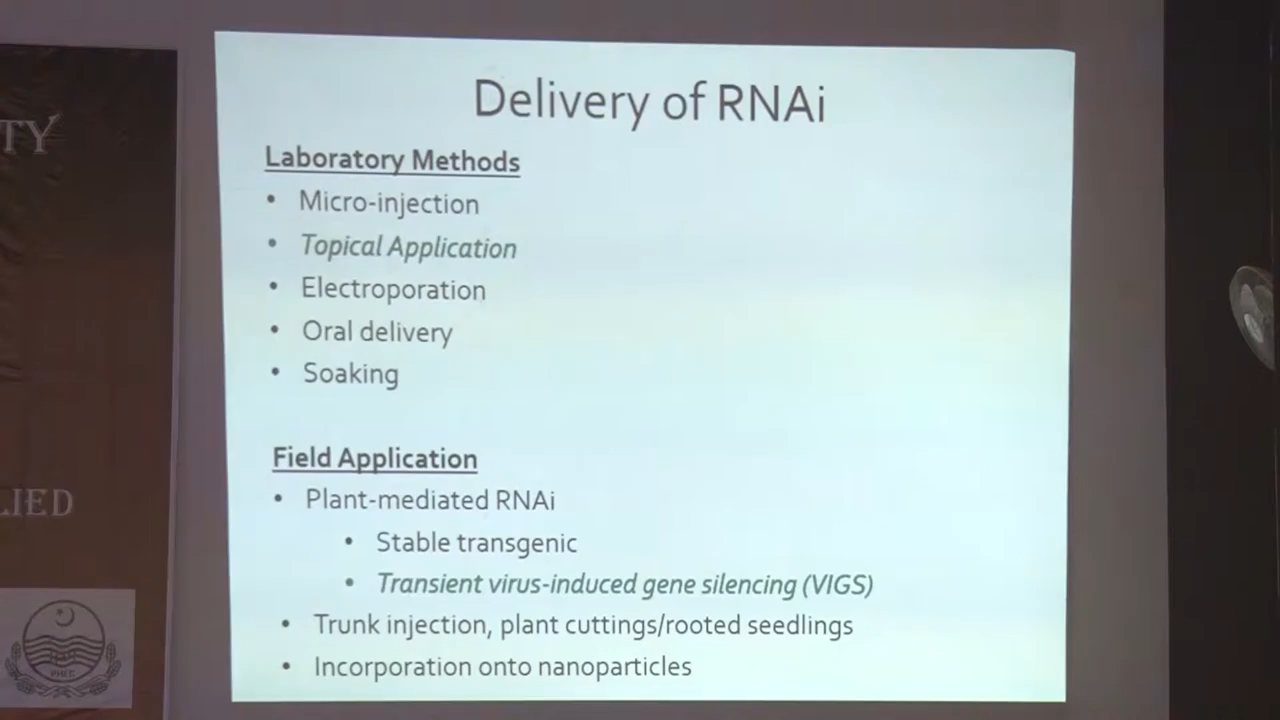 Delivery of RNAi
Laboratory Methods
• Micro-injection
• Topical Application
• Electroporation
• Oral delivery
• Soaking
Field Application
• Plant-mediated RNAi
• Stable transgenic
• Transient virus-induced gene silencing (VIGS)
• Trunk injection, plant cuttings/rooted seedlings
• Incorporation onto nanoparticles
TY
LIED
PHEC